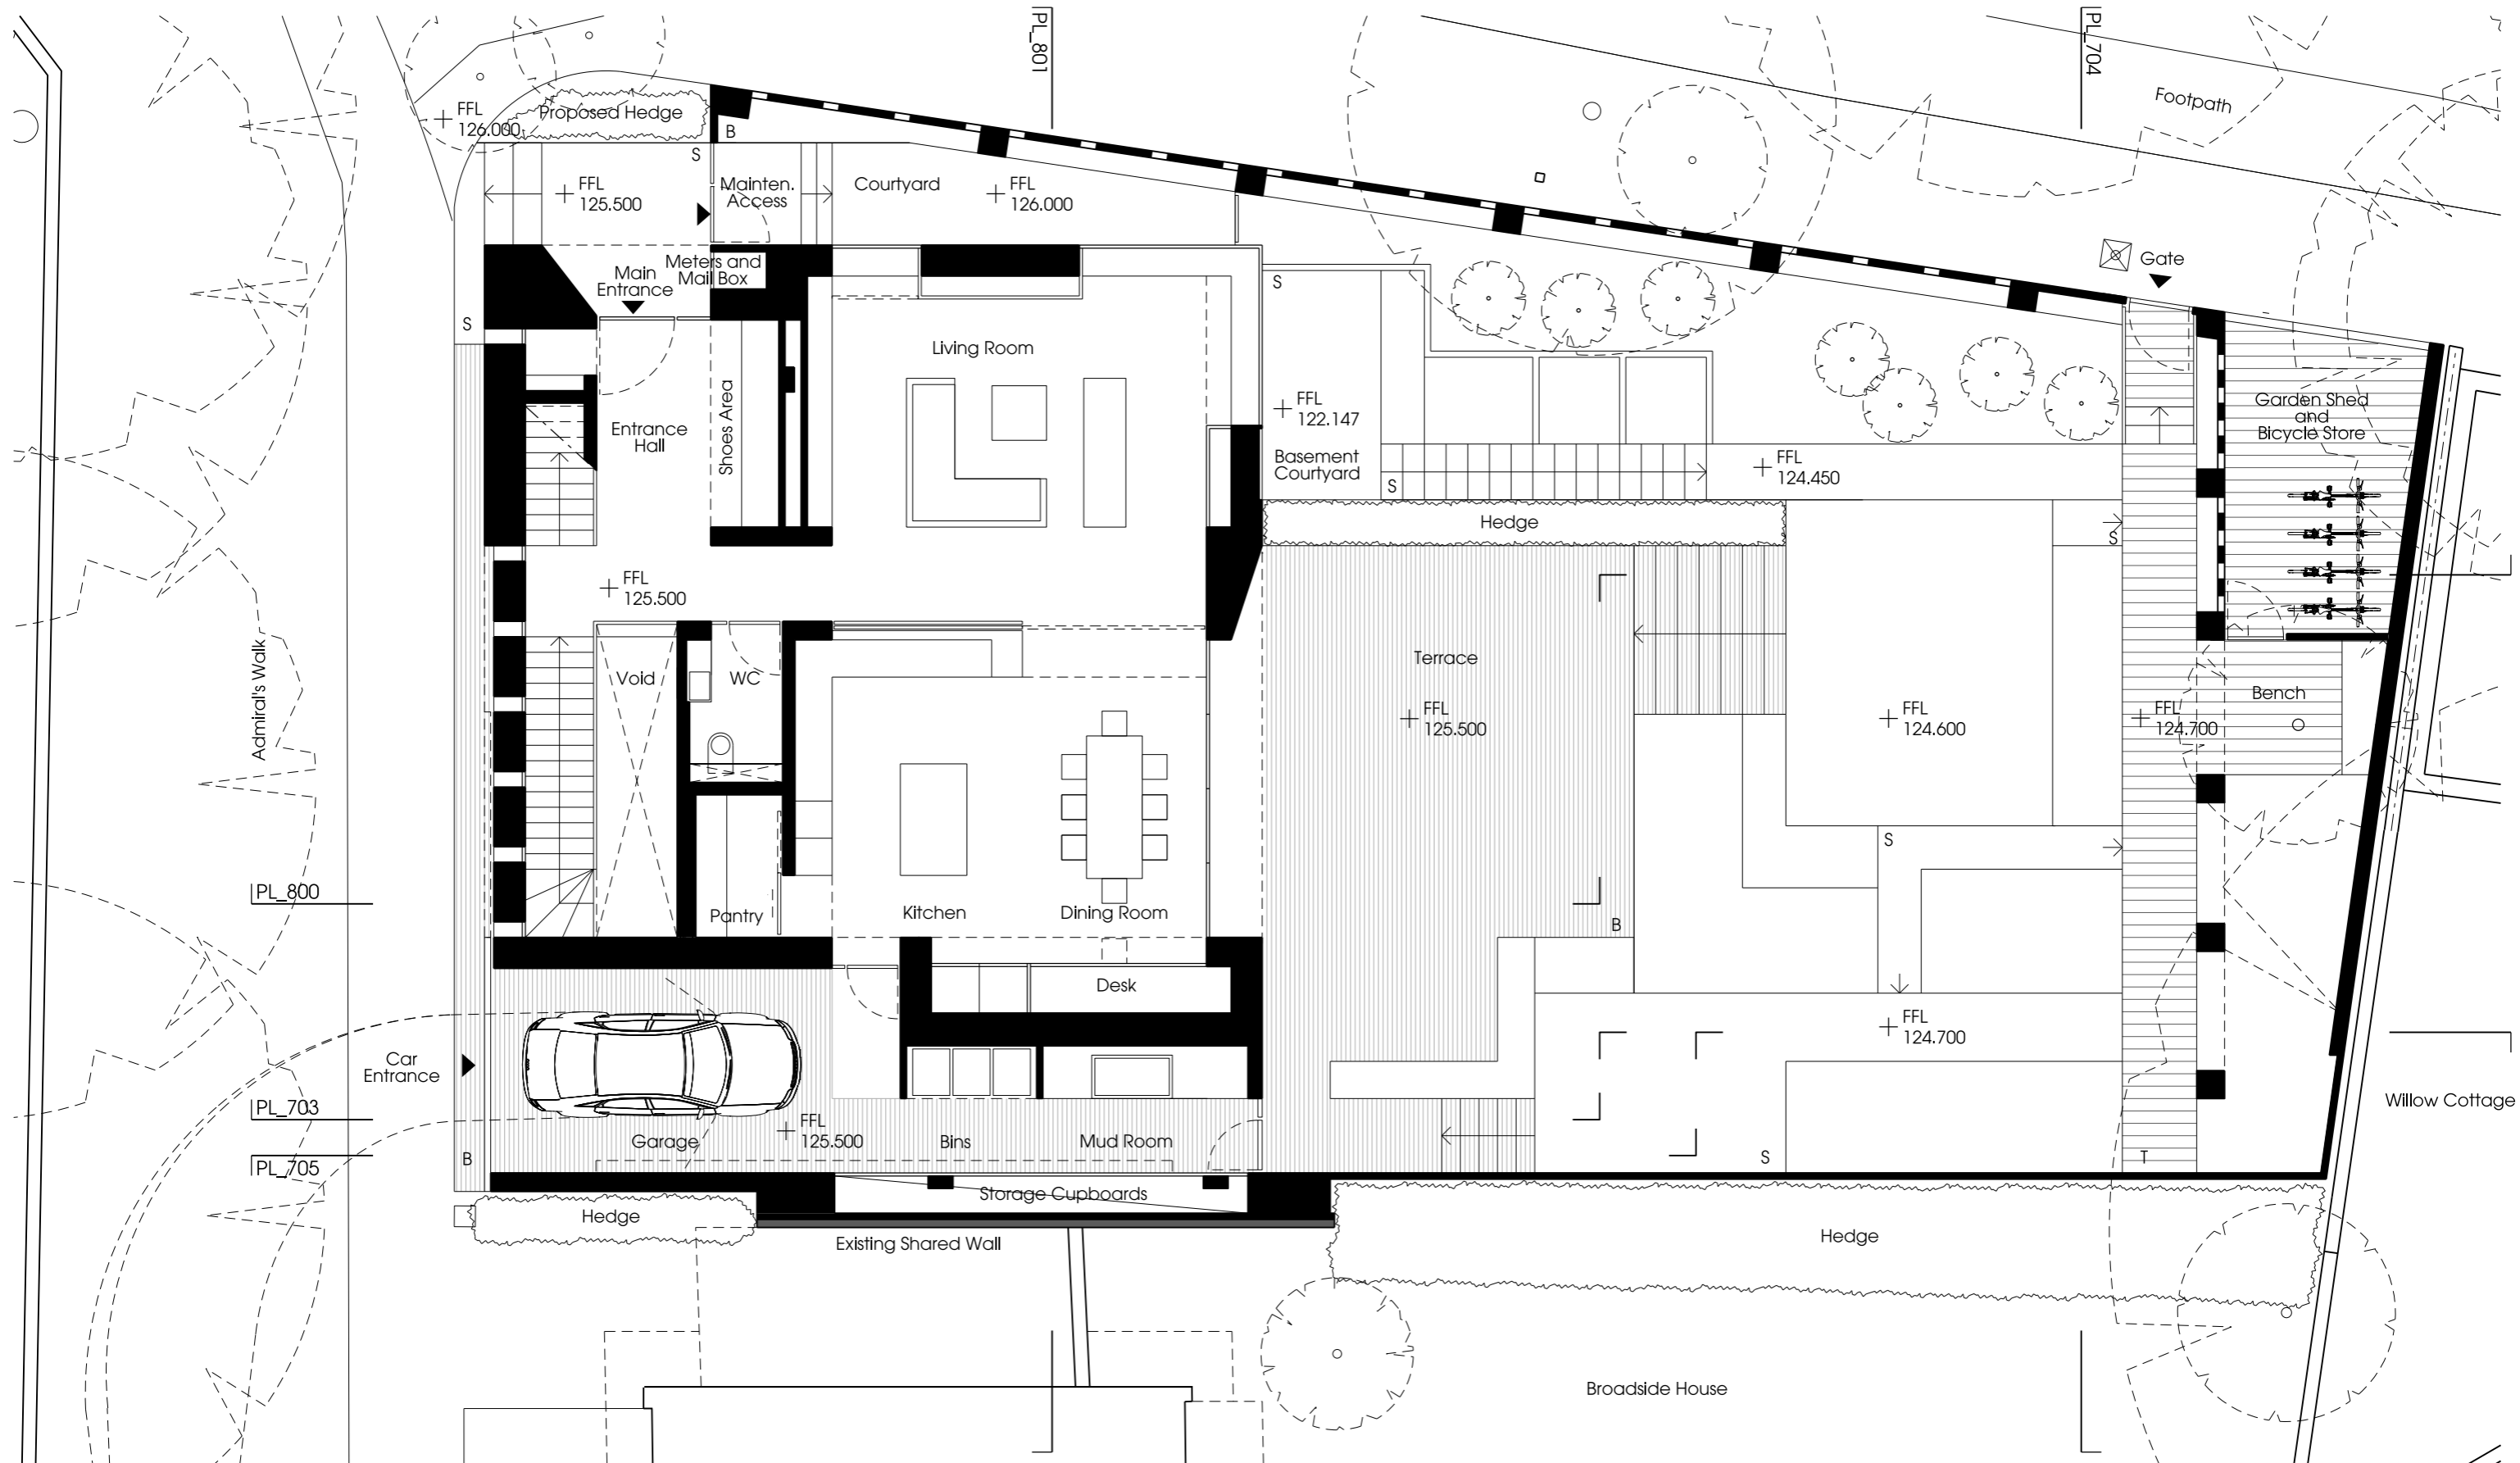 PL_801
PL_704
Footpath
FFL
126.000
Proposed Hedge
B
S
FFL
125.500
Mainten.
Access
Courtyard
FFL
126.000
Gate
Meters and
Mail Box
Main
Entrance
S
S
Living Room
Entrance
Hall
Shoes Area
FFL
122.147
Basement
Courtyard
S
FFL
124.450
Garden Shed
and
Bicycle Store
Hedge
S
FFL
125.500
Admiral's Walk
Void
WC
Terrace
FFL
125.500
FFL
124.600
FFL
124.700
Bench
S
PL_800
Pantry
Kitchen
Dining Room
B
Desk
FFL
124.700
Car
Entrance
PL_703
FFL
125.500
Garage
Bins
Mud Room
Willow Cottage
B
PL_705
S
T
Storage Cupboards
Hedge
Existing Shared Wall
Hedge
Broadside House